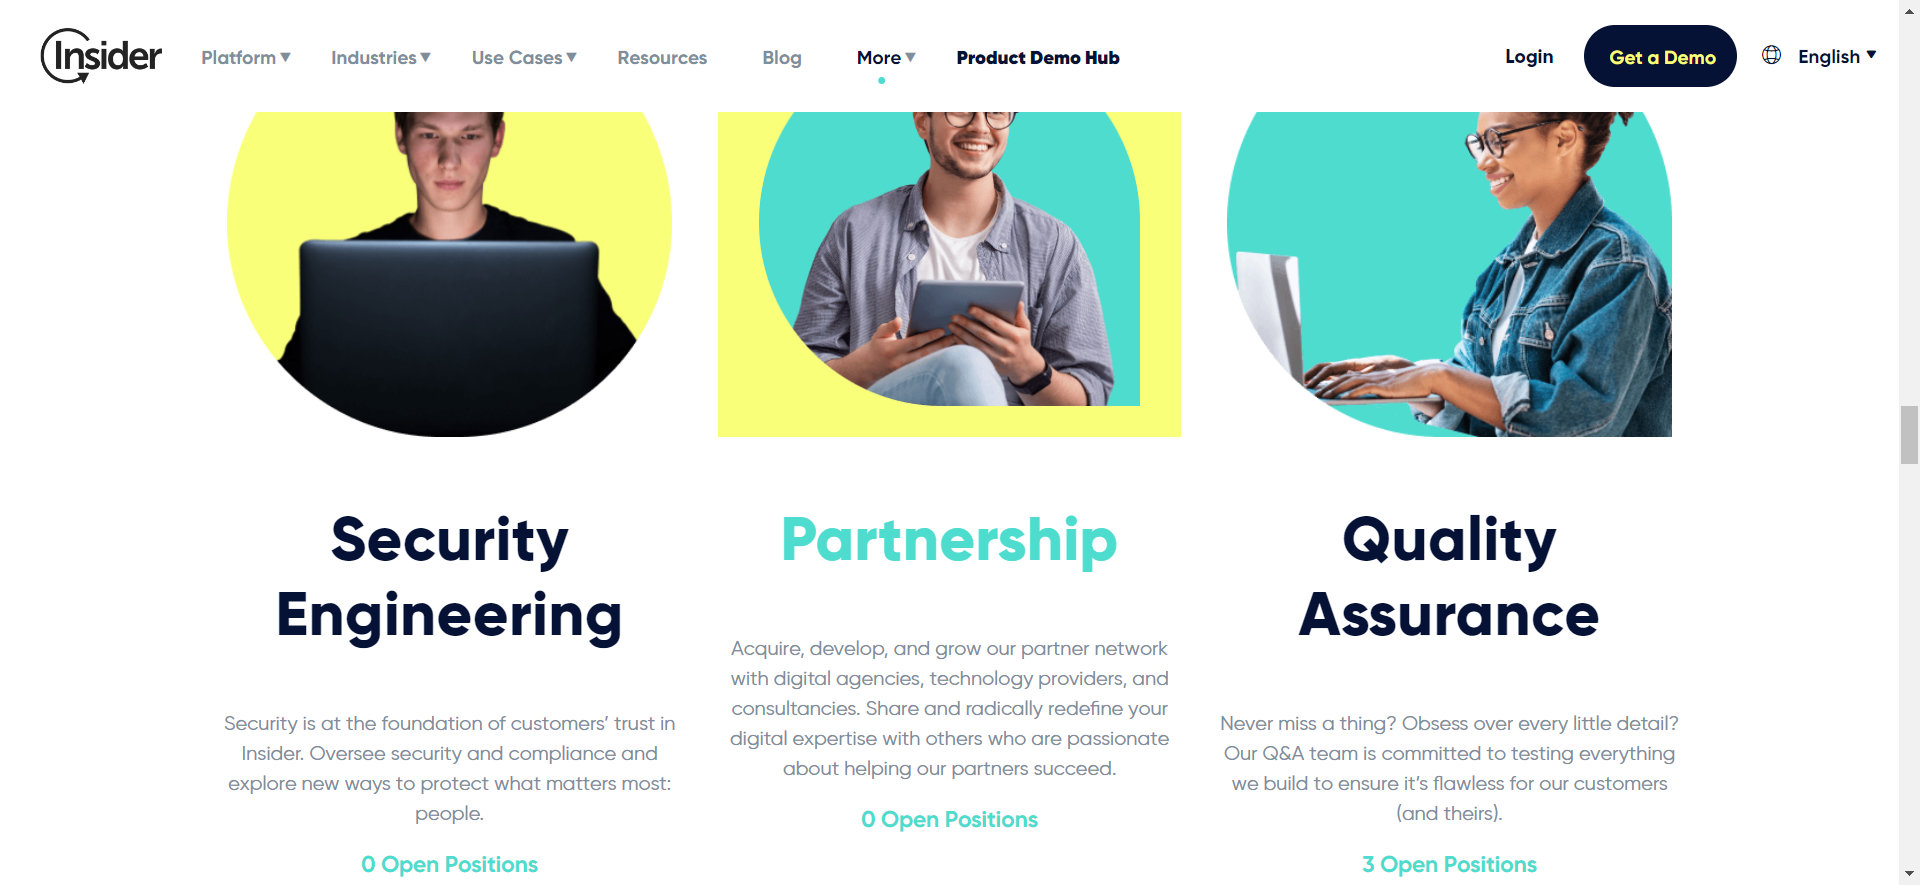 Insider
Platform ▼ Industries ▼ Use Cases ▼ Resources Blog More ▼ Product Demo Hub Login Get a Demo English ▼
Security
Engineering
Security is at the foundation of customers’ trust in
Insider. Oversee security and compliance and
explore new ways to protect what matters most:
people.
0 Open Positions
Partnership
Acquire, develop, and grow our partner network
with digital agencies, technology providers, and
consultancies. Share and radically redefine your
digital expertise with others who are passionate
about helping our partners succeed.
0 Open Positions
Quality
Assurance
Never miss a thing? Obsess over every little detail?
Our Q&A team is committed to testing everything
we build to ensure it’s flawless for our customers
(and theirs).
3 Open Positions